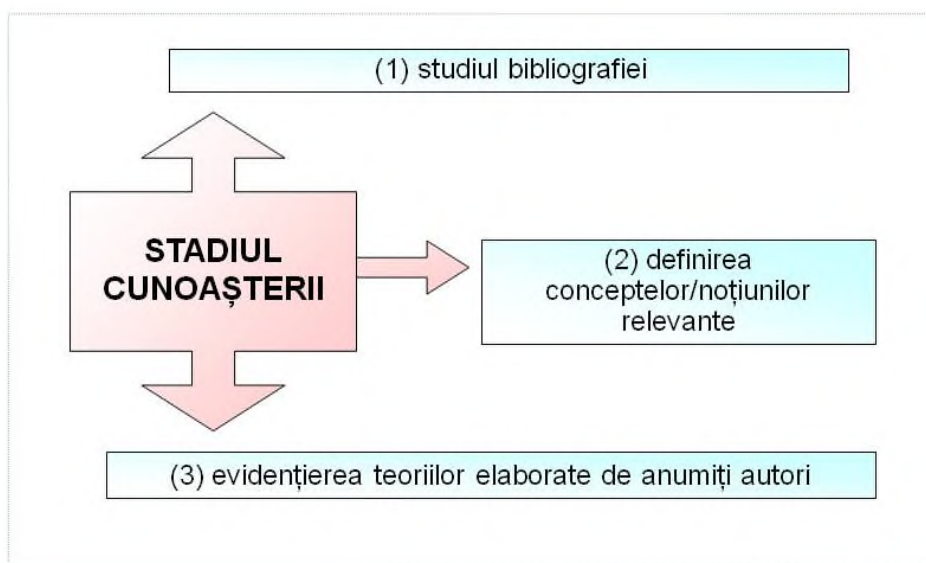 (1) studiul bibliografiei
STADIUL
CUNOAȘTERII
(2) definirea
conceptelor/noțiunilor
relevante
(3) evidențierea teoriilor elaborate de anumiți autori